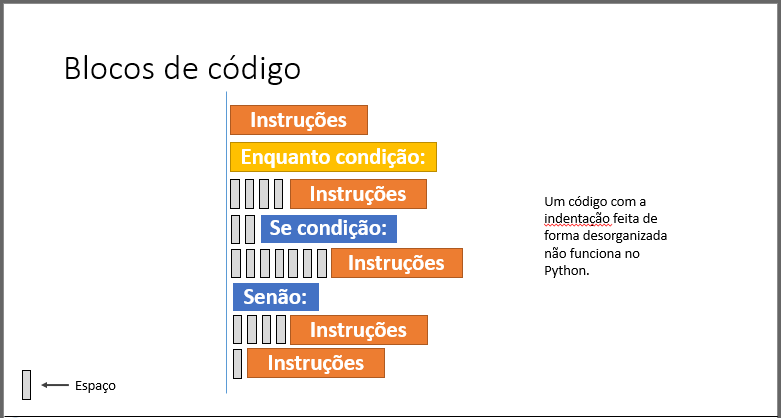 Blocos de código
Instruções
Enquanto condição:
Instruções
Se condição:
Instruções
Senão:
Instruções
Instruções
Um código com a
indentação feita de
forma desorganizada
não funciona no
Python.
Espaço